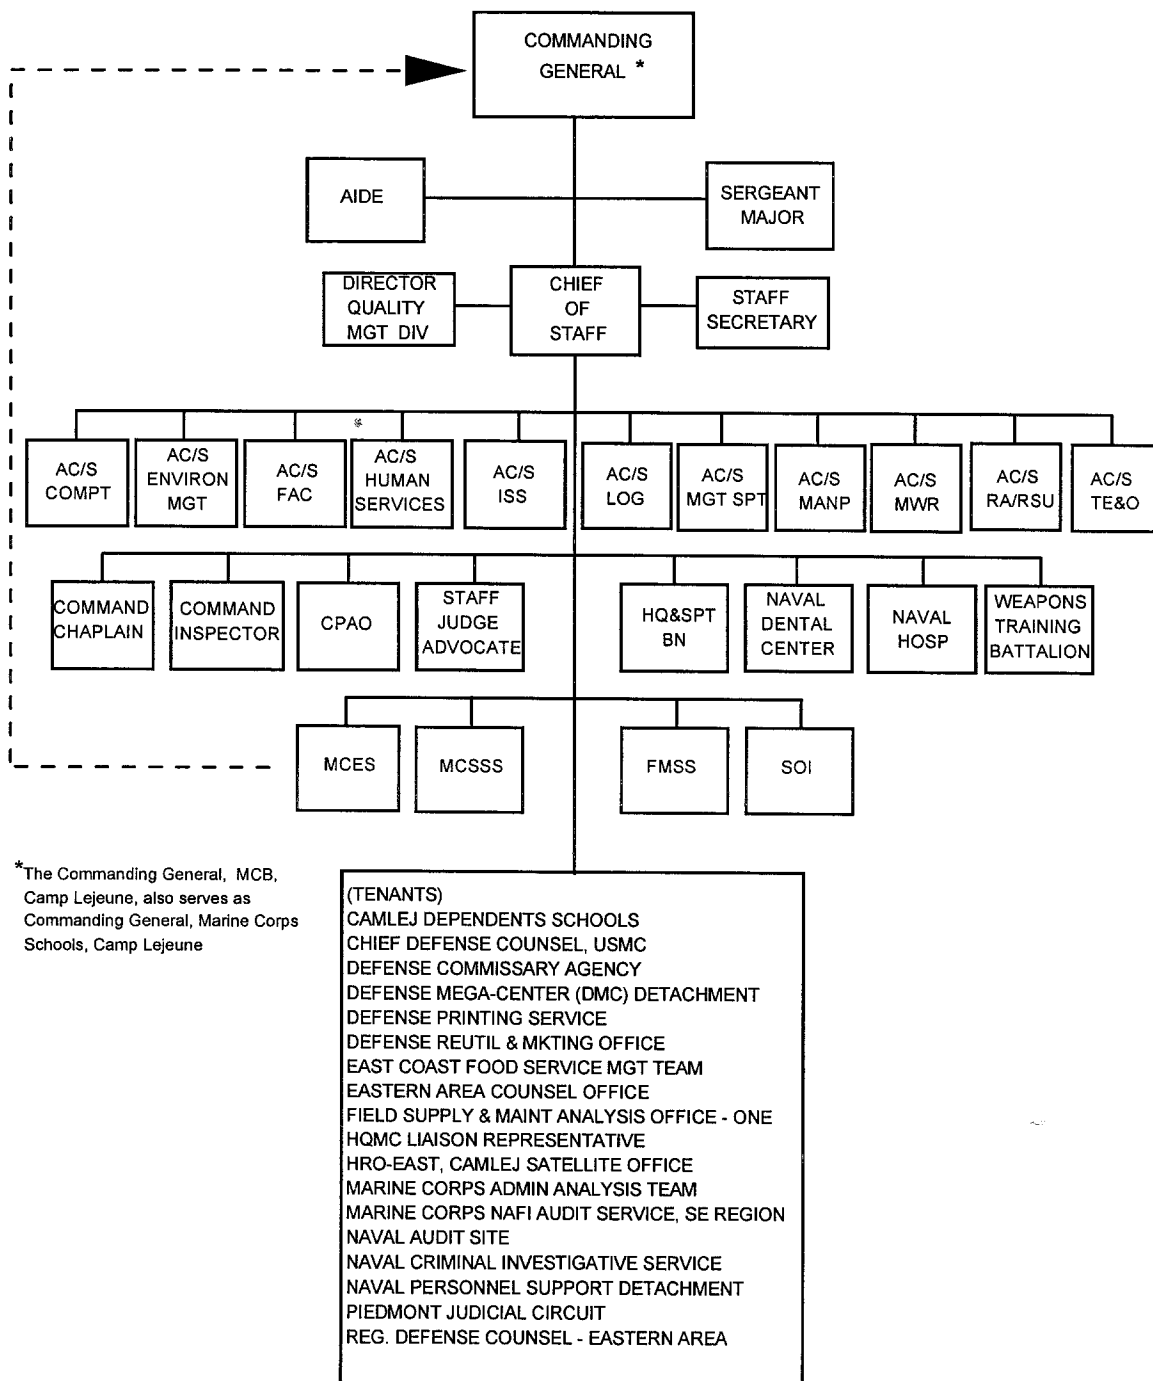 COMMANDING
GENERAL *
AIDE
SERGEANT
MAJOR
DIRECTOR
QUALITY
MGT DIV
CHIEF
OF
STAFF
STAFF
SECRETARY
AC/S
COMPT
AC/S
ENVIRON
MGT
AC/S
FAC
AC/S
HUMAN
SERVICES
AC/S
ISS
AC/S
LOG
AC/S
MGT SPT
AC/S
MANP
AC/S
MWR
AC/S
RA/RSU
AC/S
TE&O
COMMAND
CHAPLAIN
COMMAND
INSPECTOR
CPAO
STAFF
JUDGE
ADVOCATE
HQ&SPT
BN
NAVAL
DENTAL
CENTER
NAVAL
HOSP
WEAPONS
TRAINING
BATTALION
MCES
MCSSS
FMSS
SOI
*The Commanding General, MCB,
Camp Lejeune, also serves as
Commanding General, Marine Corps
Schools, Camp Lejeune
(TENANTS)
CAMLEJ DEPENDENTS SCHOOLS
CHIEF DEFENSE COUNSEL, USMC
DEFENSE COMMISSARY AGENCY
DEFENSE MEGA-CENTER (DMC) DETACHMENT
DEFENSE PRINTING SERVICE
DEFENSE REUTIL & MKTING OFFICE
EAST COAST FOOD SERVICE MGT TEAM
EASTERN AREA COUNSEL OFFICE
FIELD SUPPLY & MAINT ANALYSIS OFFICE - ONE
HQMC LIAISON REPRESENTATIVE
HRO-EAST, CAMLEJ SATELLITE OFFICE
MARINE CORPS ADMIN ANALYSIS TEAM
MARINE CORPS NAFI AUDIT SERVICE, SE REGION
NAVAL AUDIT SITE
NAVAL CRIMINAL INVESTIGATIVE SERVICE
NAVAL PERSONNEL SUPPORT DETACHMENT
PIEDMONT JUDICIAL CIRCUIT
REG. DEFENSE COUNSEL - EASTERN AREA